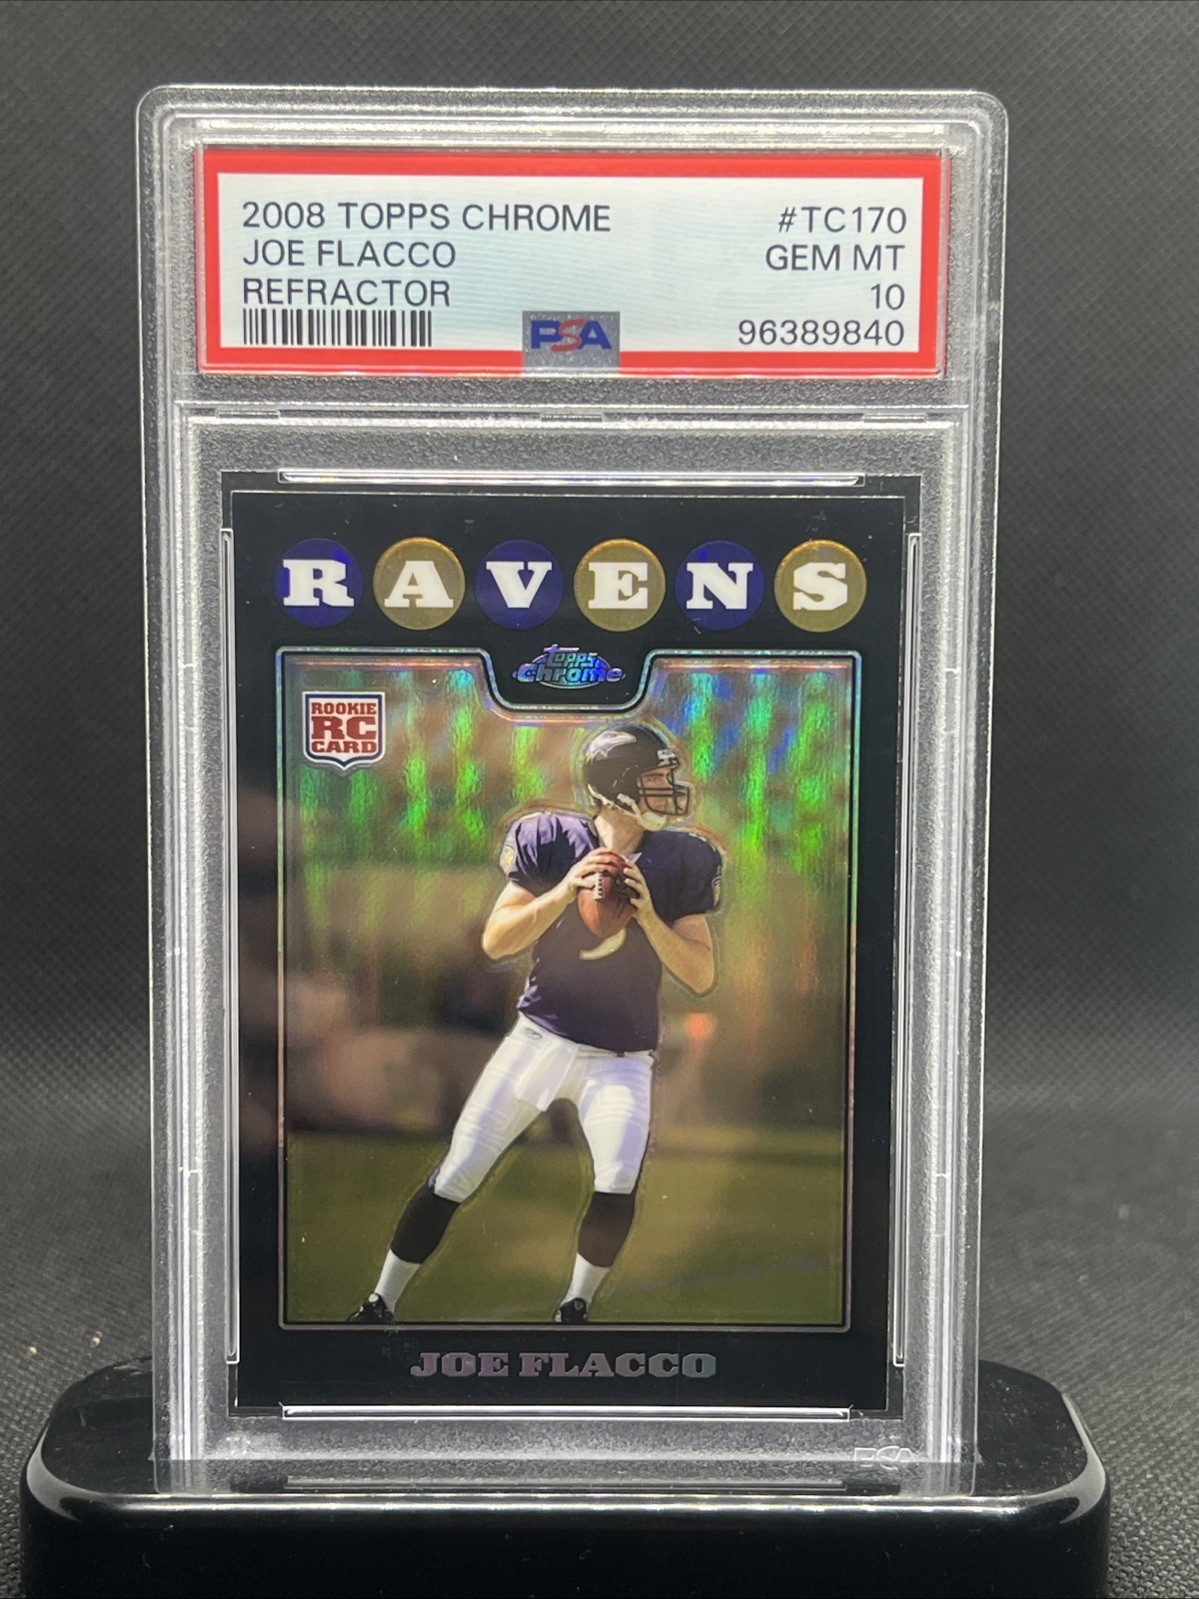 2008 TOPPS CHROME #TC170
JOE FLACCO GEM MT
REFRACTOR 10
PSA 96389840
RAVENS
TOPPS
Chrome
ROOKIE
RC
CARD
JOE FLACCO
PSA